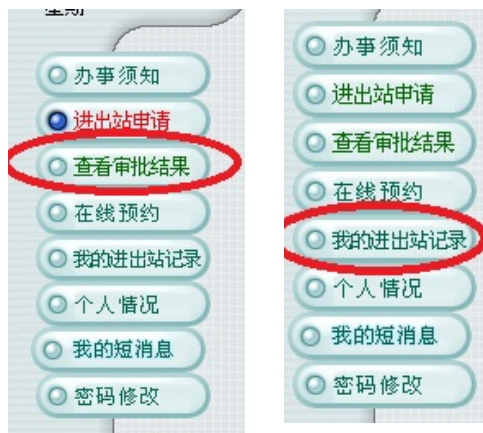 星期
办事须知
进出站申请
查看审批结果
在线预约
我的进出站记录
个人情况
我的短消息
密码修改
办事须知
进出站申请
查看审批结果
在线预约
我的进出站记录
个人情况
我的短消息
密码修改